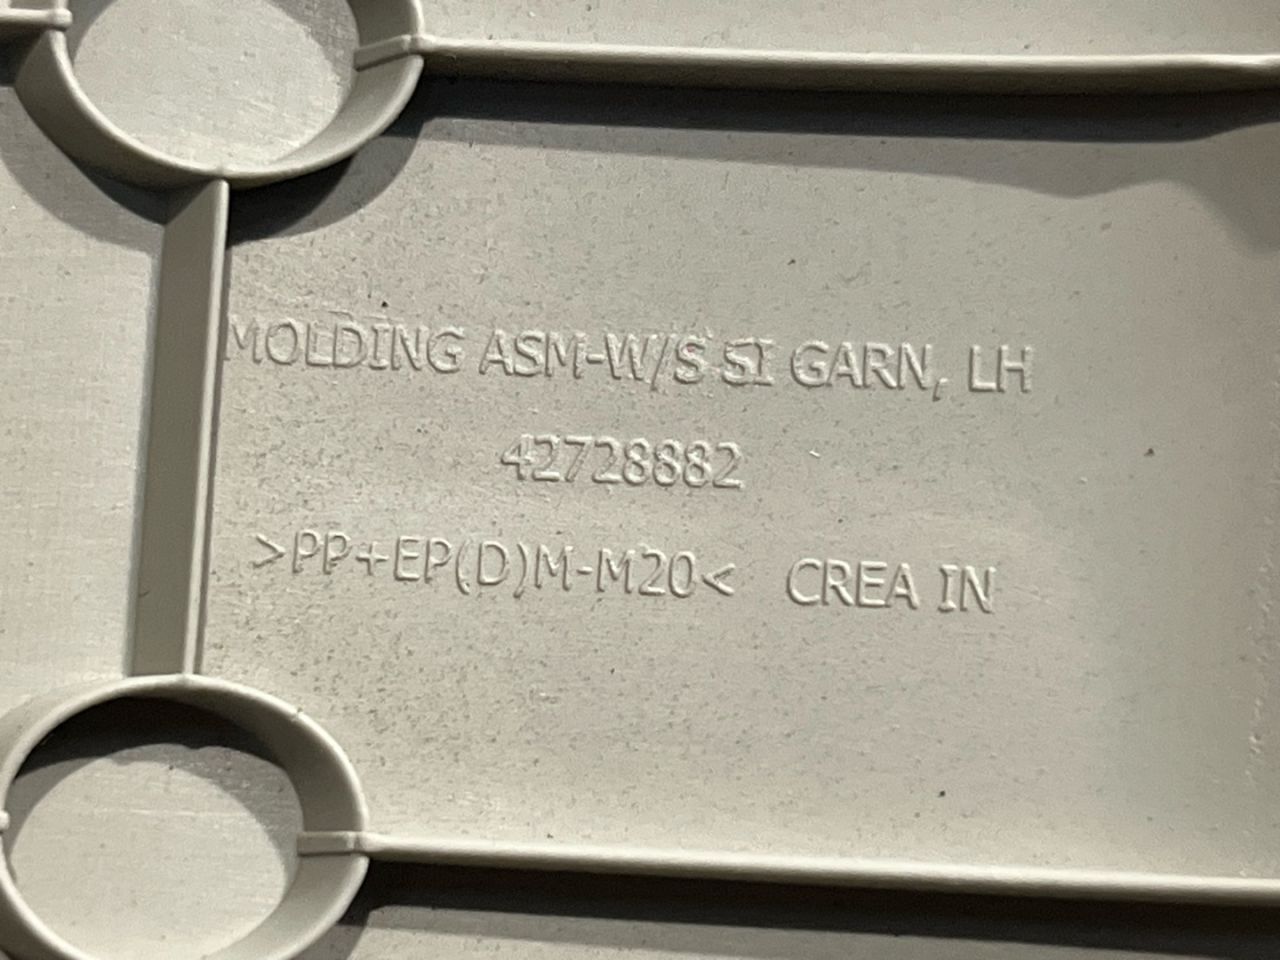 MOLDING ASM-W/S SI GARN, LH
42728882
>PP+EP(D)M-M20< CREA IN